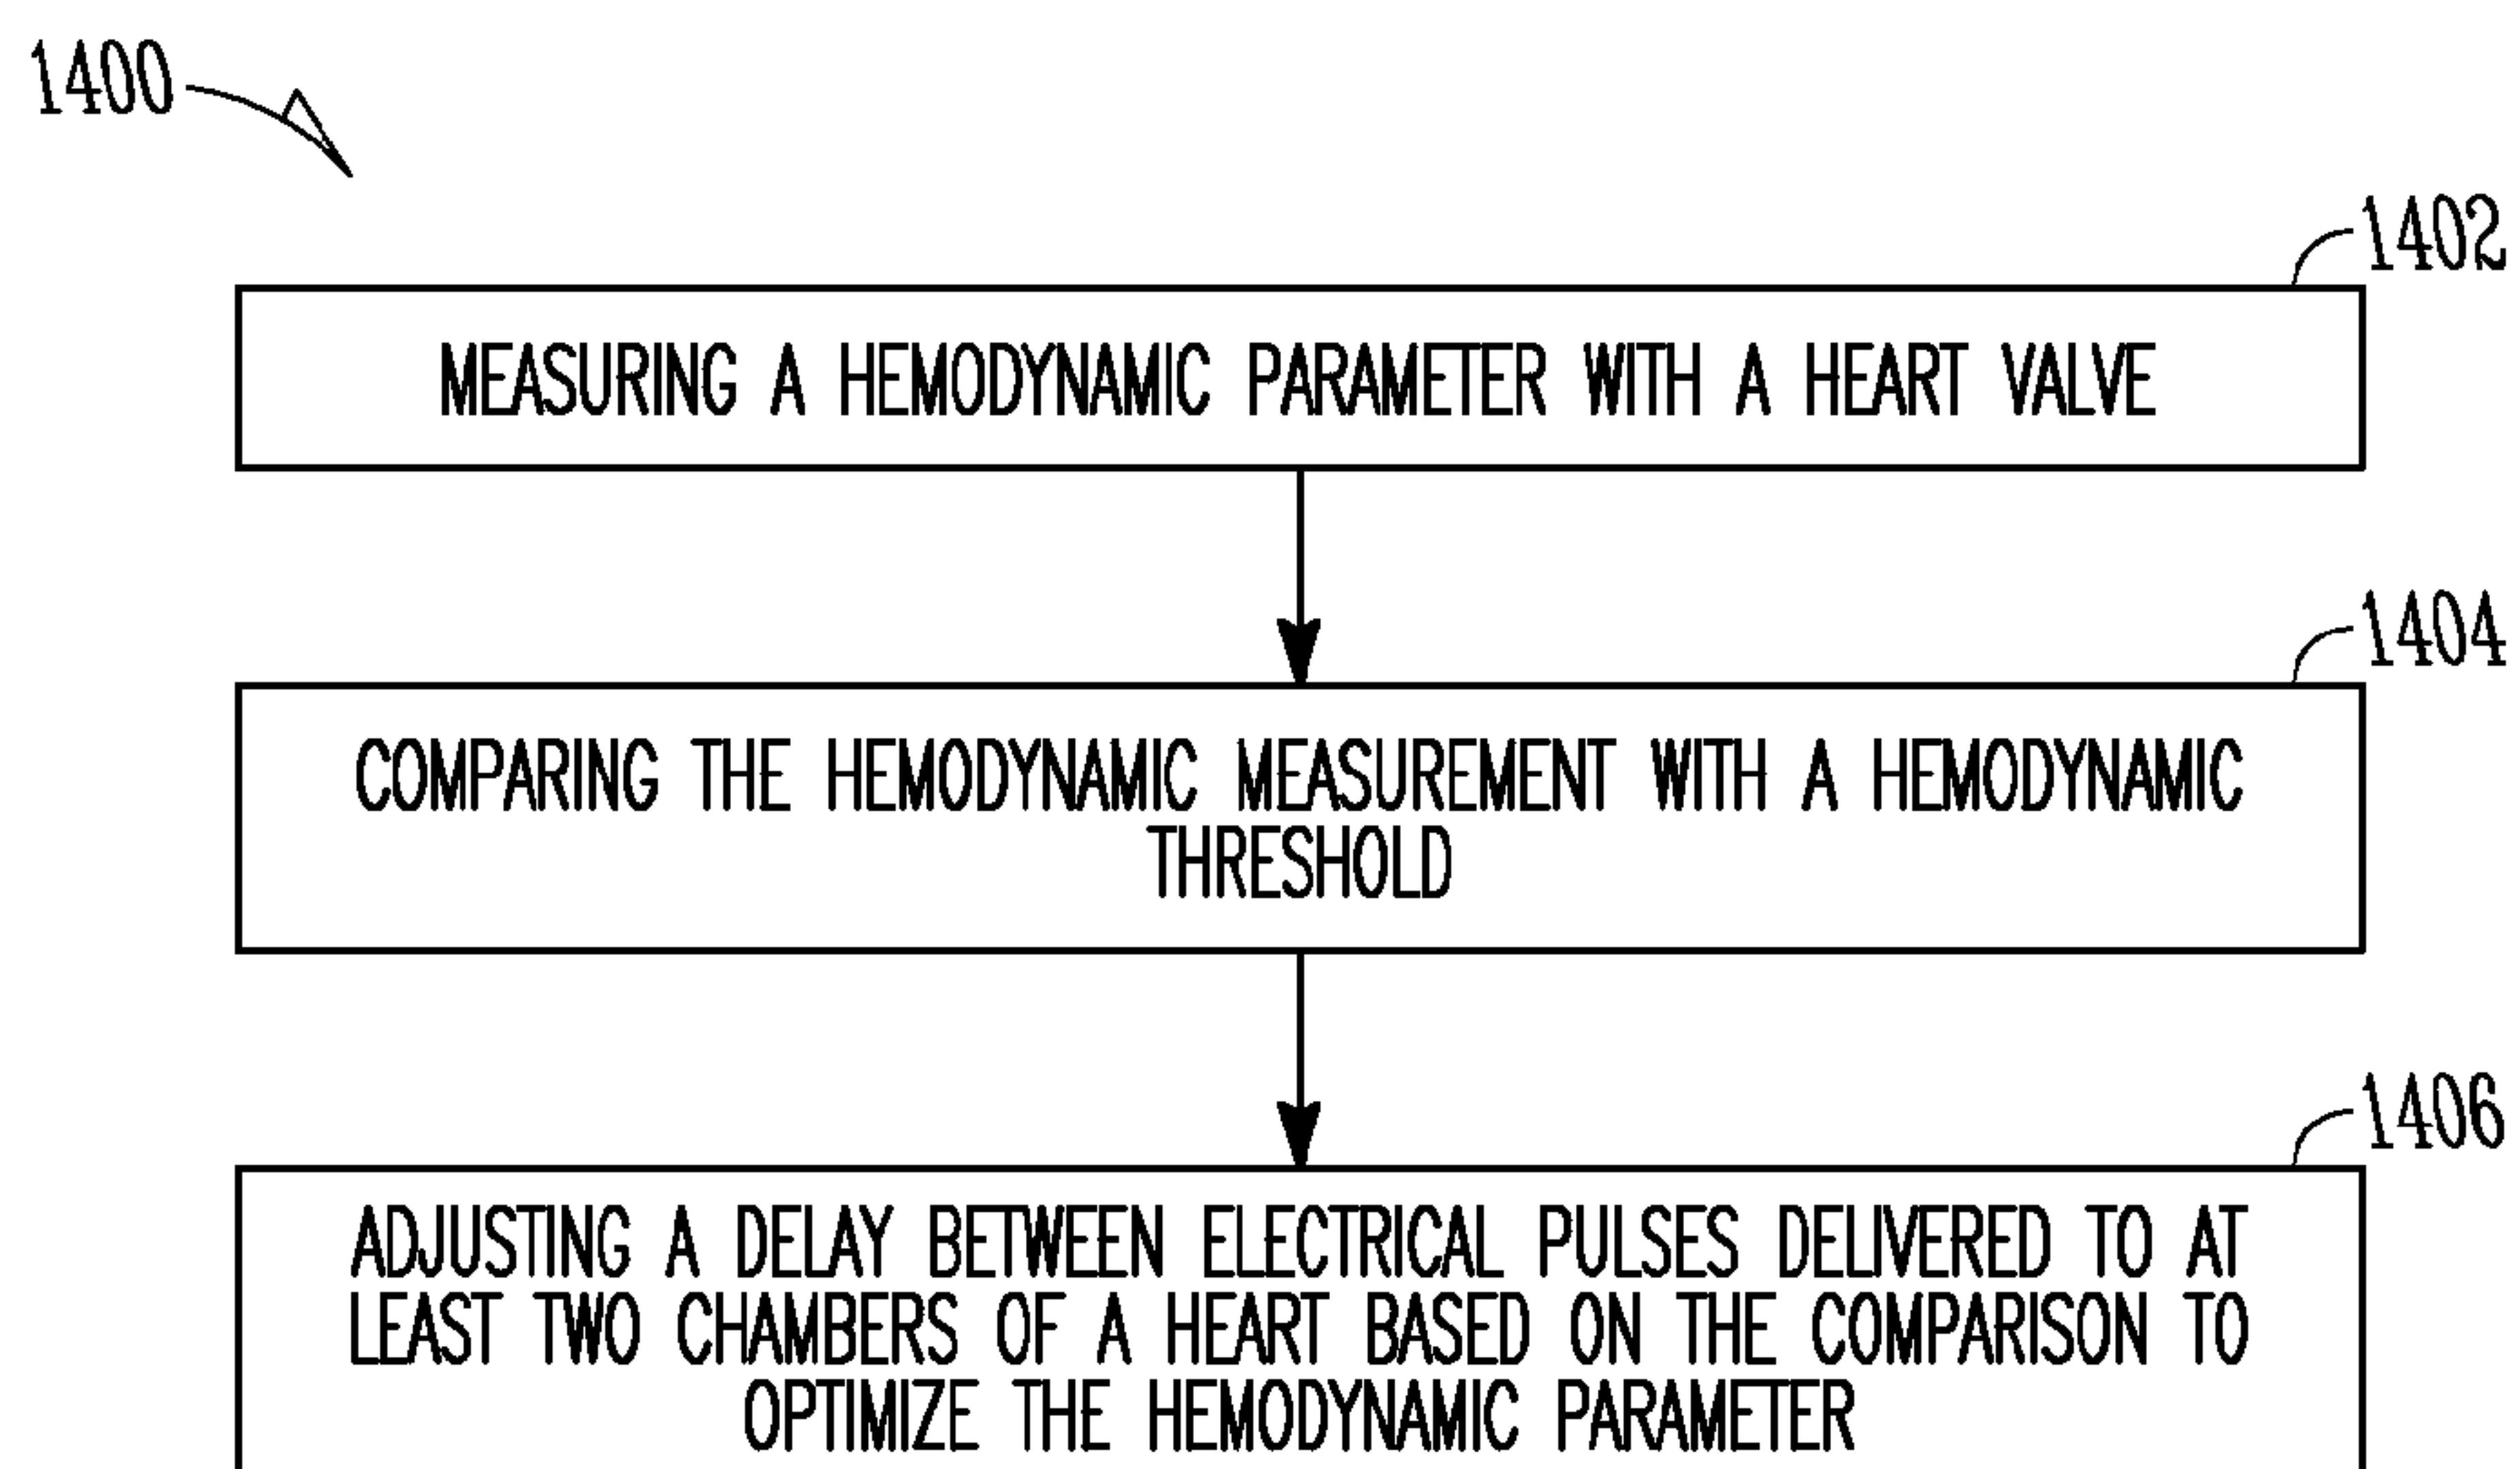 1400
1402
MEASURING A HEMODYNAMIC PARAMETER WITH A HEART VALVE
1404
COMPARING THE HEMODYNAMIC MEASUREMENT WITH A HEMODYNAMIC
THRESHOLD
1406
ADJUSTING A DELAY BETWEEN ELECTRICAL PULSES DELIVERED TO AT
LEAST TWO CHAMBERS OF A HEART BASED ON THE COMPARISON TO
OPTIMIZE THE HEMODYNAMIC PARAMETER